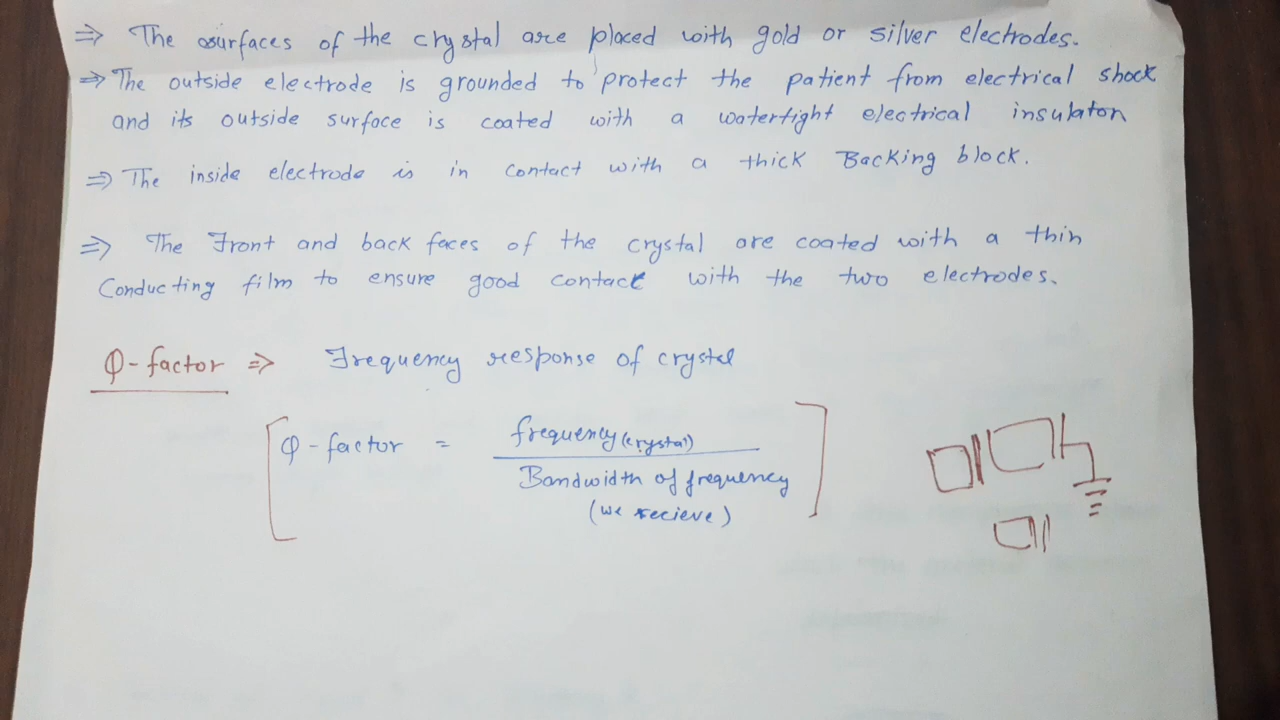 ⇒ The surfaces of the crystal are placed with gold or silver electrodes.
⇒ The outside electrode is grounded to protect the patient from electrical shock
and its outside surface is coated with a watertight electrical insulaton
⇒ The inside electrode is in contact with a thick Backing block.
⇒ The Front and back faces of the crystal are coated with a thin
Conducting film to ensure good contact with the two electrodes.
Q-factor ⇒ Frequency response of crystal
Q-factor = frequency (crystal)
Bandwidth of frequency
(we recieve)